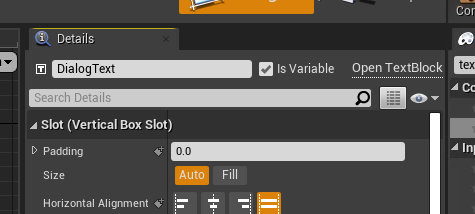 Details
DialogText Is Variable Open TextBlock
Search Details
tex
Slot (Vertical Box Slot)
Padding 0.0
Size Auto Fill
Horizontal Alignment
Inp